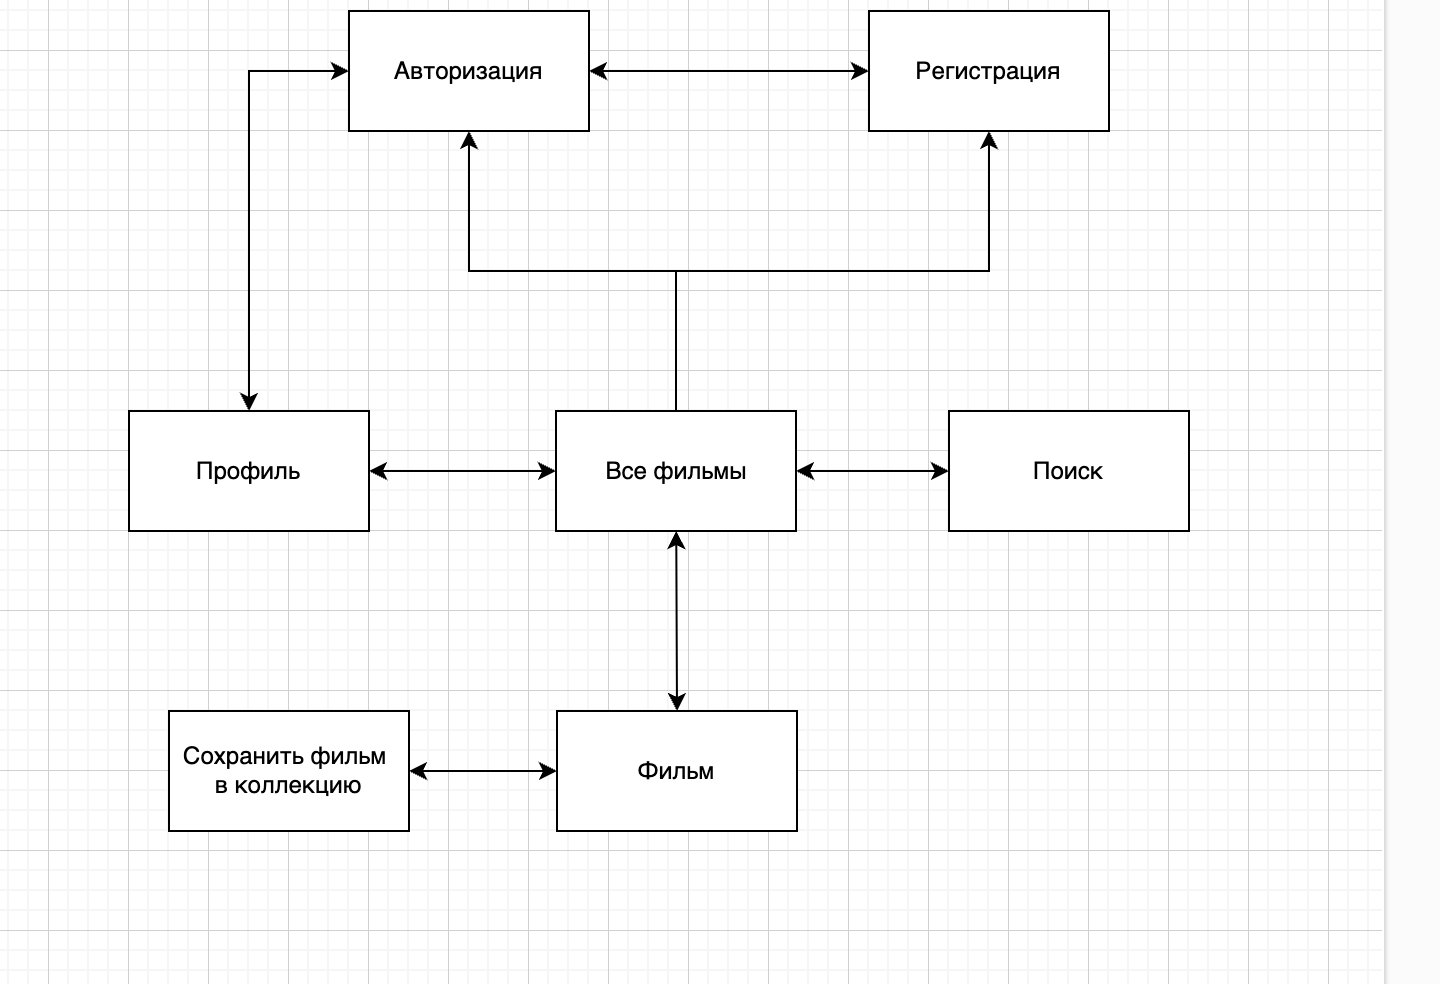 Авторизация
Регистрация
Профиль
Все фильмы
Поиск
Сохранить фильм
в коллекцию
Фильм